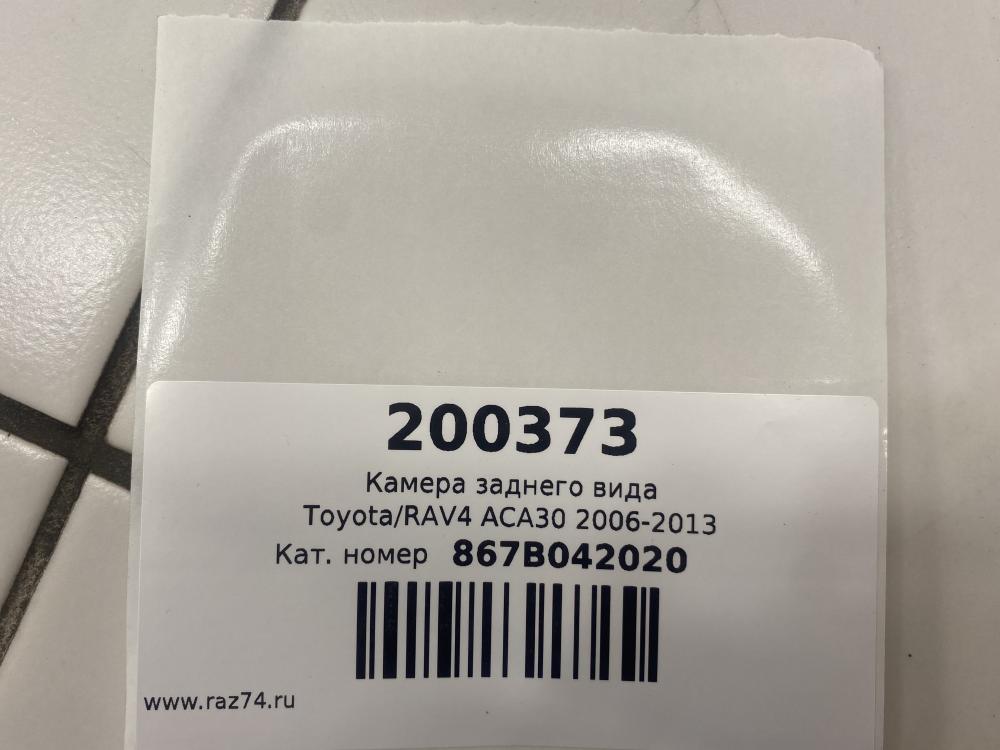 200373
Камера заднего вида
Toyota/RAV4 ACA30 2006-2013
Кат. номер 867B042020
www.raz74.ru